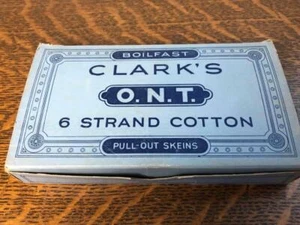 BOILFAST
CLARK'S
O.N.T.
6 STRAND COTTON
PULL-OUT SKEINS